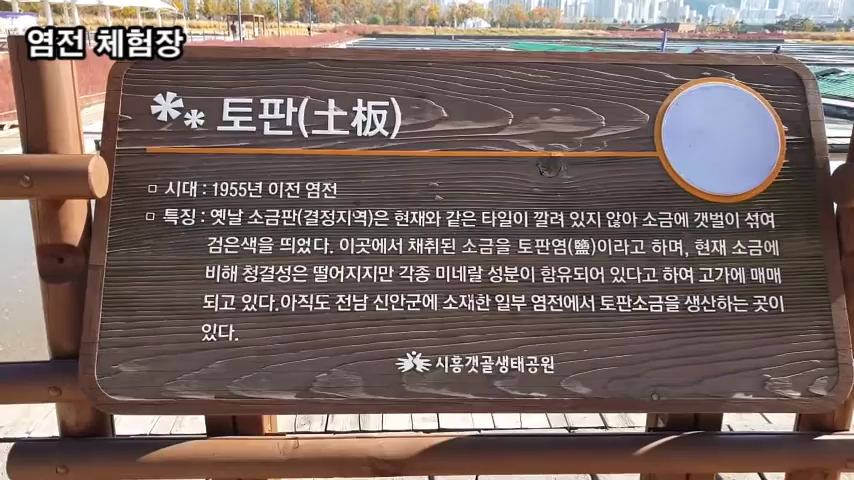 염전 체험장
토판(土板)
□ 시대 : 1955년 이전 염전
□ 특징 : 옛날 소금판(결정지역)은 현재와 같은 타일이 깔려 있지 않아 소금에 갯벌이 섞여
검은색을 띄었다. 이곳에서 채취된 소금을 토판염(鹽)이라고 하며, 현재 소금에
비해 청결성은 떨어지지만 각종 미네랄 성분이 함유되어 있다고 하여 고가에 매매
되고 있다.아직도 전남 신안군에 소재한 일부 염전에서 토판소금을 생산하는 곳이
있다.
시흥갯골생태공원